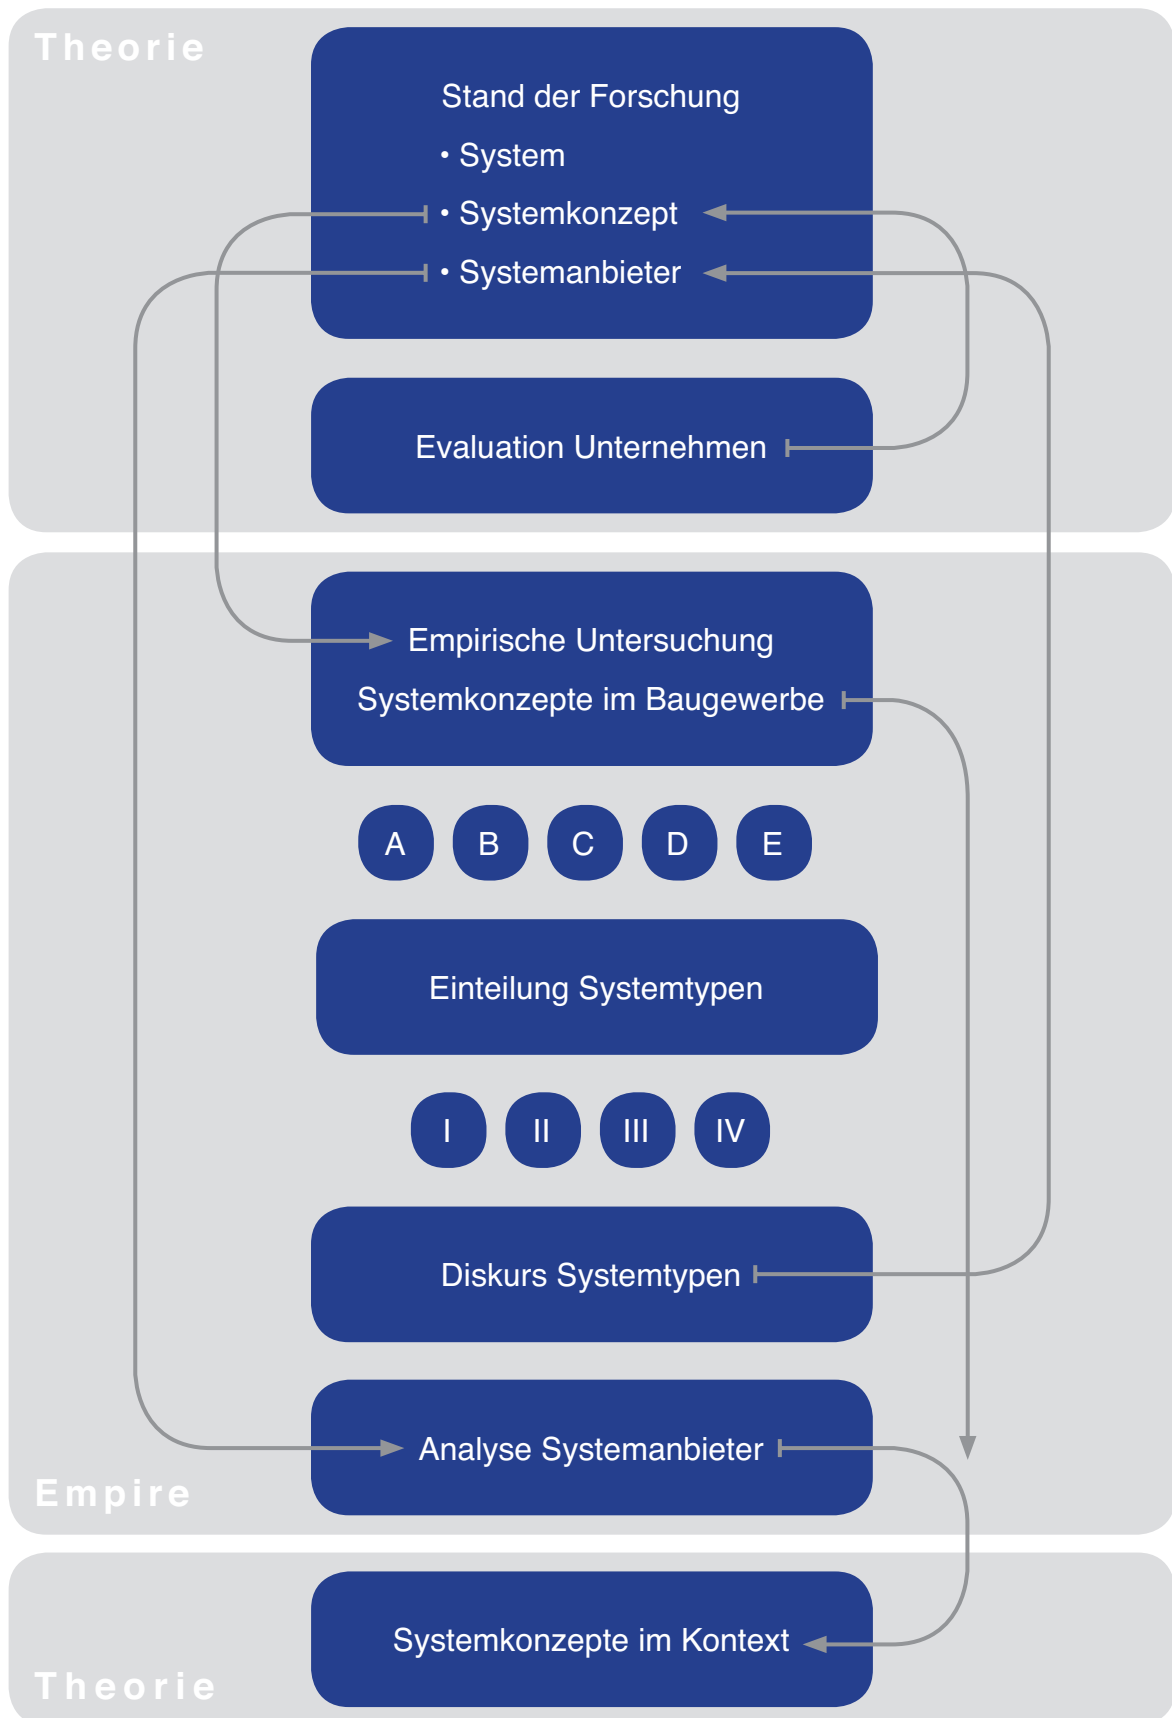 Theorie
Stand der Forschung
• System
• Systemkonzept
• Systemanbieter
Evaluation Unternehmen
Empirische Untersuchung
Systemkonzepte im Baugewerbe
A B C D E
Einteilung Systemtypen
I II III IV
Diskurs Systemtypen
Analyse Systemanbieter
Empire
Systemkonzepte im Kontext
Theorie